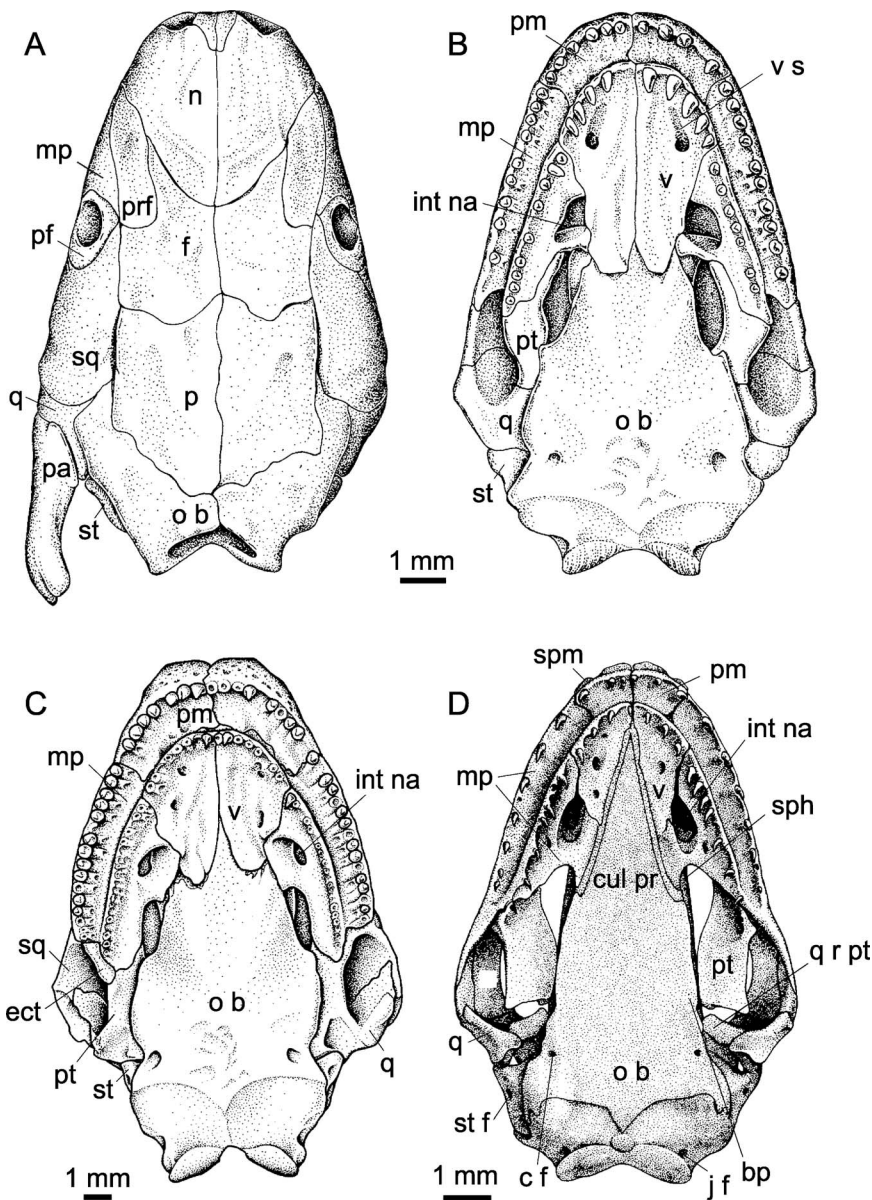 A
n
mp
prf
pf
f
sq
q
p
pa
st
o b
B
pm
v s
mp
v
int na
pt
q
o b
st
1 mm
C
pm
mp
int na
v
sq
ect
o b
pt
st
q
1 mm
D
spm
pm
int na
mp
v
sph
cul pr
pt
q r pt
q
o b
st f
c f
j f
bp
1 mm